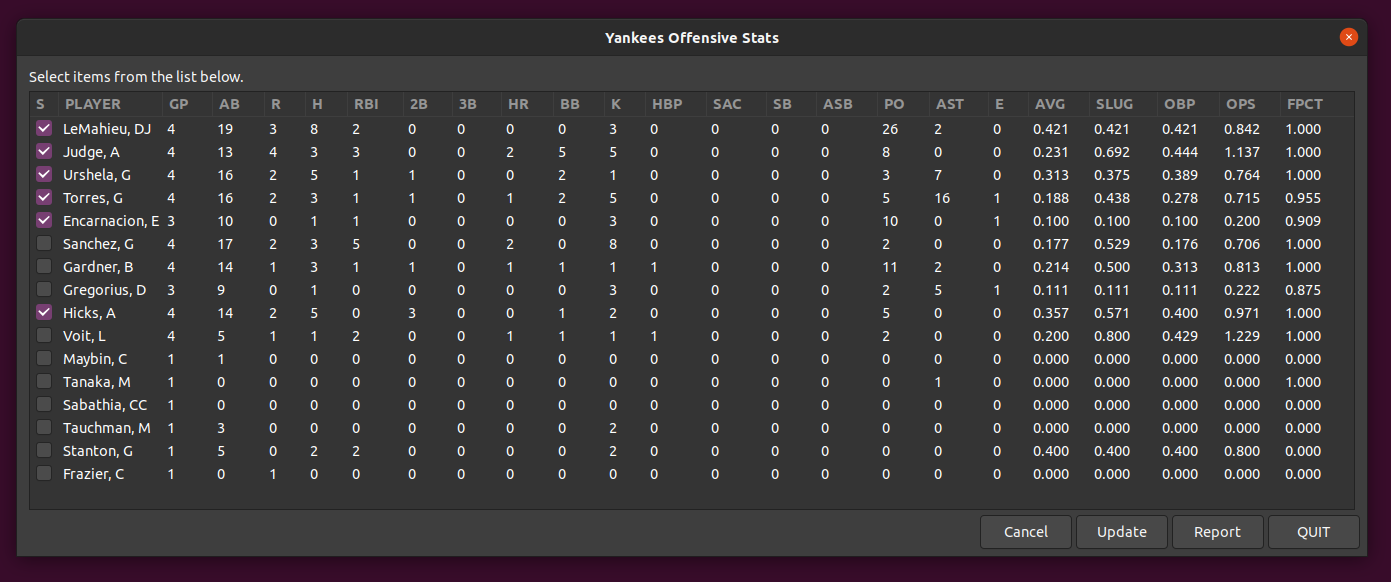 Yankees Offensive Stats
Select items from the list below.
S PLAYER GP AB R H RBI 2B 3B HR BB K HBP SAC SB ASB PO AST E AVG SLUG OBP OPS FPCT
LeMahieu, DJ 4 19 3 8 2 0 0 0 0 3 0 0 0 0 26 2 0 0.421 0.421 0.421 0.842 1.000
Judge, A 4 13 4 3 3 0 0 2 5 5 0 0 0 0 8 0 0 0.231 0.692 0.444 1.137 1.000
Urshela, G 4 16 2 5 1 1 0 0 2 1 0 0 0 0 3 7 0 0.313 0.375 0.389 0.764 1.000
Torres, G 4 16 2 3 1 1 0 1 2 5 0 0 0 0 5 16 1 0.188 0.438 0.278 0.715 0.955
Encarnacion, E 3 10 0 1 1 0 0 0 0 3 0 0 0 0 10 0 1 0.100 0.100 0.100 0.200 0.909
Sanchez, G 4 17 2 3 5 0 0 2 0 8 0 0 0 0 2 0 0 0.177 0.529 0.176 0.706 1.000
Gardner, B 4 14 1 3 1 1 0 1 1 1 1 0 0 0 11 2 0 0.214 0.500 0.313 0.813 1.000
Gregorius, D 3 9 0 1 0 0 0 0 0 3 0 0 0 0 2 5 1 0.111 0.111 0.111 0.222 0.875
Hicks, A 4 14 2 5 0 3 0 0 1 2 0 0 0 0 5 0 0 0.357 0.571 0.400 0.971 1.000
Voit, L 4 5 1 1 2 0 0 1 1 1 1 0 0 0 2 0 0 0.200 0.800 0.429 1.229 1.000
Maybin, C 1 1 0 0 0 0 0 0 0 0 0 0 0 0 0 0 0 0.000 0.000 0.000 0.000 0.000
Tanaka, M 1 0 0 0 0 0 0 0 0 0 0 0 0 0 0 1 0 0.000 0.000 0.000 0.000 1.000
Sabathia, CC 1 0 0 0 0 0 0 0 0 0 0 0 0 0 0 0 0 0.000 0.000 0.000 0.000 0.000
Tauchman, M 1 3 0 0 0 0 0 0 0 2 0 0 0 0 0 0 0 0.000 0.000 0.000 0.000 0.000
Stanton, G 1 5 0 2 2 0 0 0 0 2 0 0 0 0 0 0 0 0.400 0.400 0.400 0.800 0.000
Frazier, C 1 0 1 0 0 0 0 0 0 0 0 0 0 0 0 0 0 0.000 0.000 0.000 0.000 0.000
Cancel Update Report QUIT